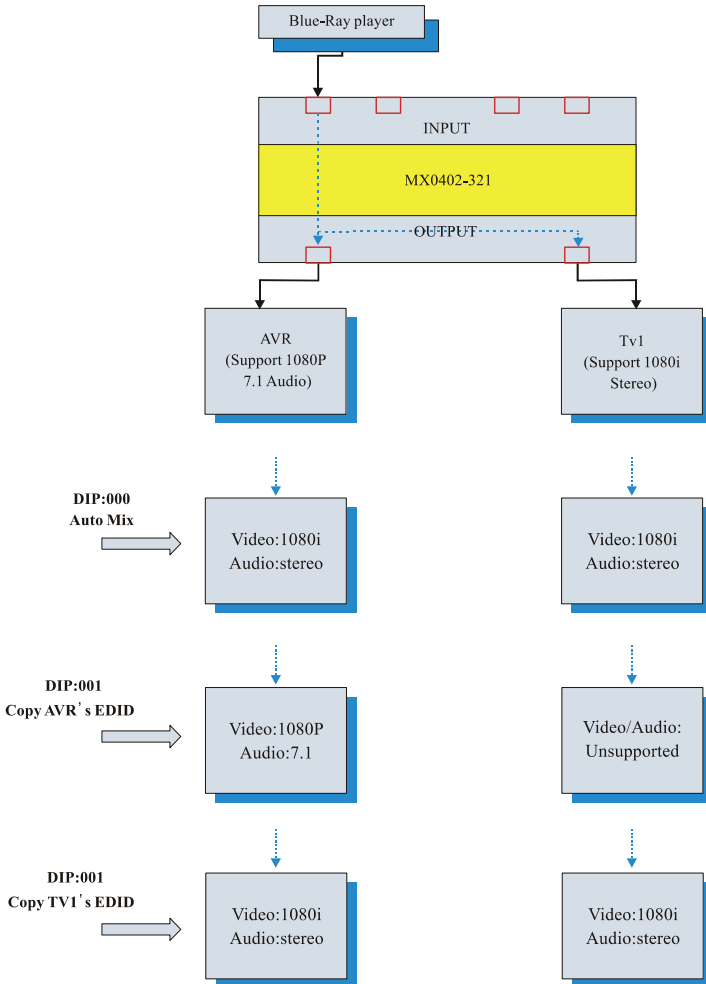 Blue-Ray player
INPUT
MX0402-321
OUTPUT
AVR
(Support 1080P
7.1 Audio)
Tv1
(Support 1080i
Stereo)
DIP:000
Auto Mix
Video:1080i
Audio:stereo
Video:1080i
Audio:stereo
DIP:001
Copy AVR's EDID
Video:1080P
Audio:7.1
Video/Audio:
Unsupported
DIP:001
Copy TV1's EDID
Video:1080i
Audio:stereo
Video:1080i
Audio:stereo